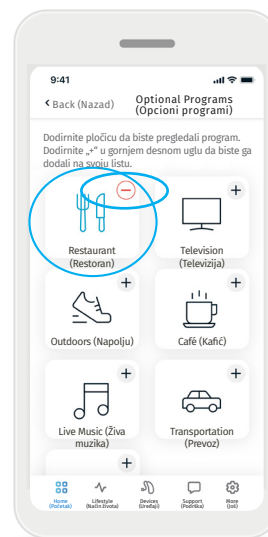 9:41
Back (Nazad)
Optional Programs
(Opcioni programi)
Dodirnite pločicu da biste pregledali program.
Dodirnite „+“ u gornjem desnom uglu da biste ga
dodali na svoju listu.
Restaurant
(Restoran)
Television
(Televizija)
Outdoors (Napolju)
Café (Kafić)
Live Music (Živa
muzika)
Transportation
(Prevoz)
Home
(Početak)
Lifestyle
(Način života)
Devices
(Uređaji)
Support
(Podrška)
More
(Još)